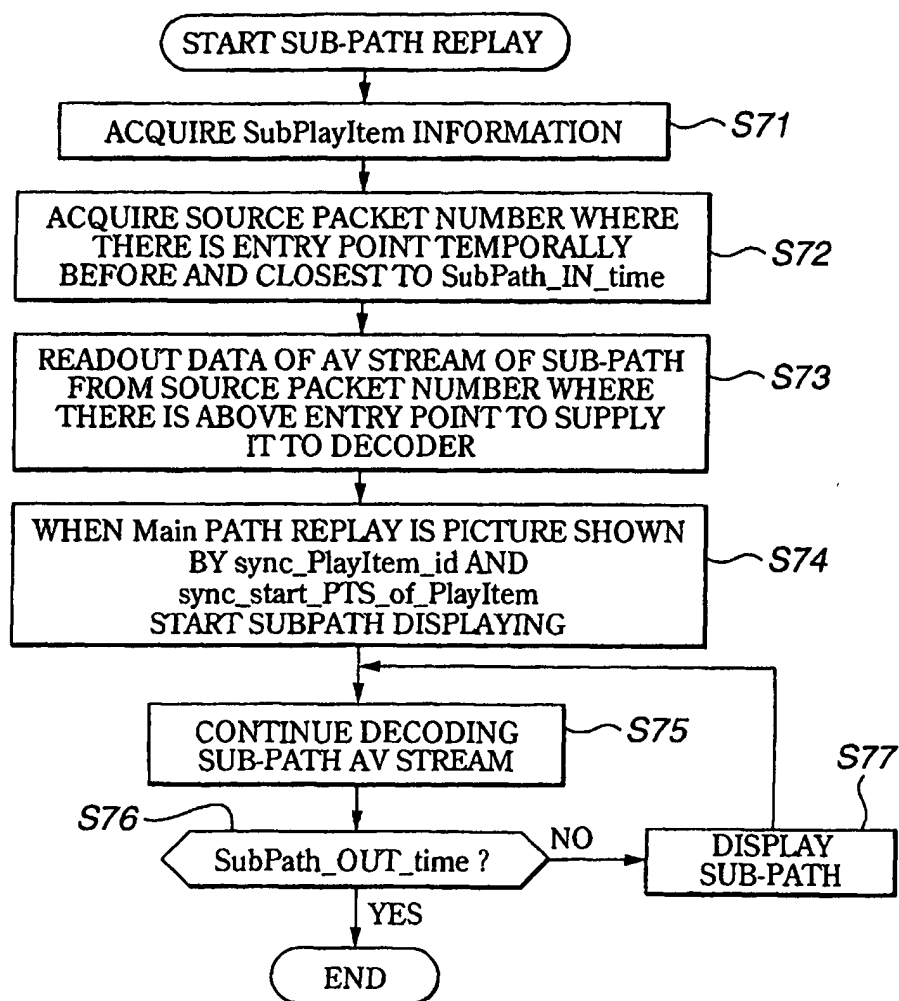 START SUB-PATH REPLAY
ACQUIRE SubPlayItem INFORMATION
S71
ACQUIRE SOURCE PACKET NUMBER WHERE
THERE IS ENTRY POINT TEMPORALLY
BEFORE AND CLOSEST TO SubPath_IN_time
S72
READOUT DATA OF AV STREAM OF SUB-PATH
FROM SOURCE PACKET NUMBER WHERE
THERE IS ABOVE ENTRY POINT TO SUPPLY
IT TO DECODER
S73
WHEN Main PATH REPLAY IS PICTURE SHOWN
BY sync_PlayItem_id AND
sync_start_PTS_of_PlayItem
START SUBPATH DISPLAYING
S74
CONTINUE DECODING
SUB-PATH AV STREAM
S75
S76
SubPath_OUT_time ?
NO
S77
DISPLAY
SUB-PATH
YES
END